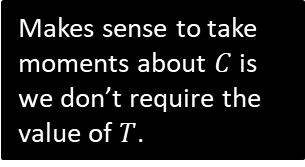 Makes sense to take
moments about C is
we don’t require the
value of T.